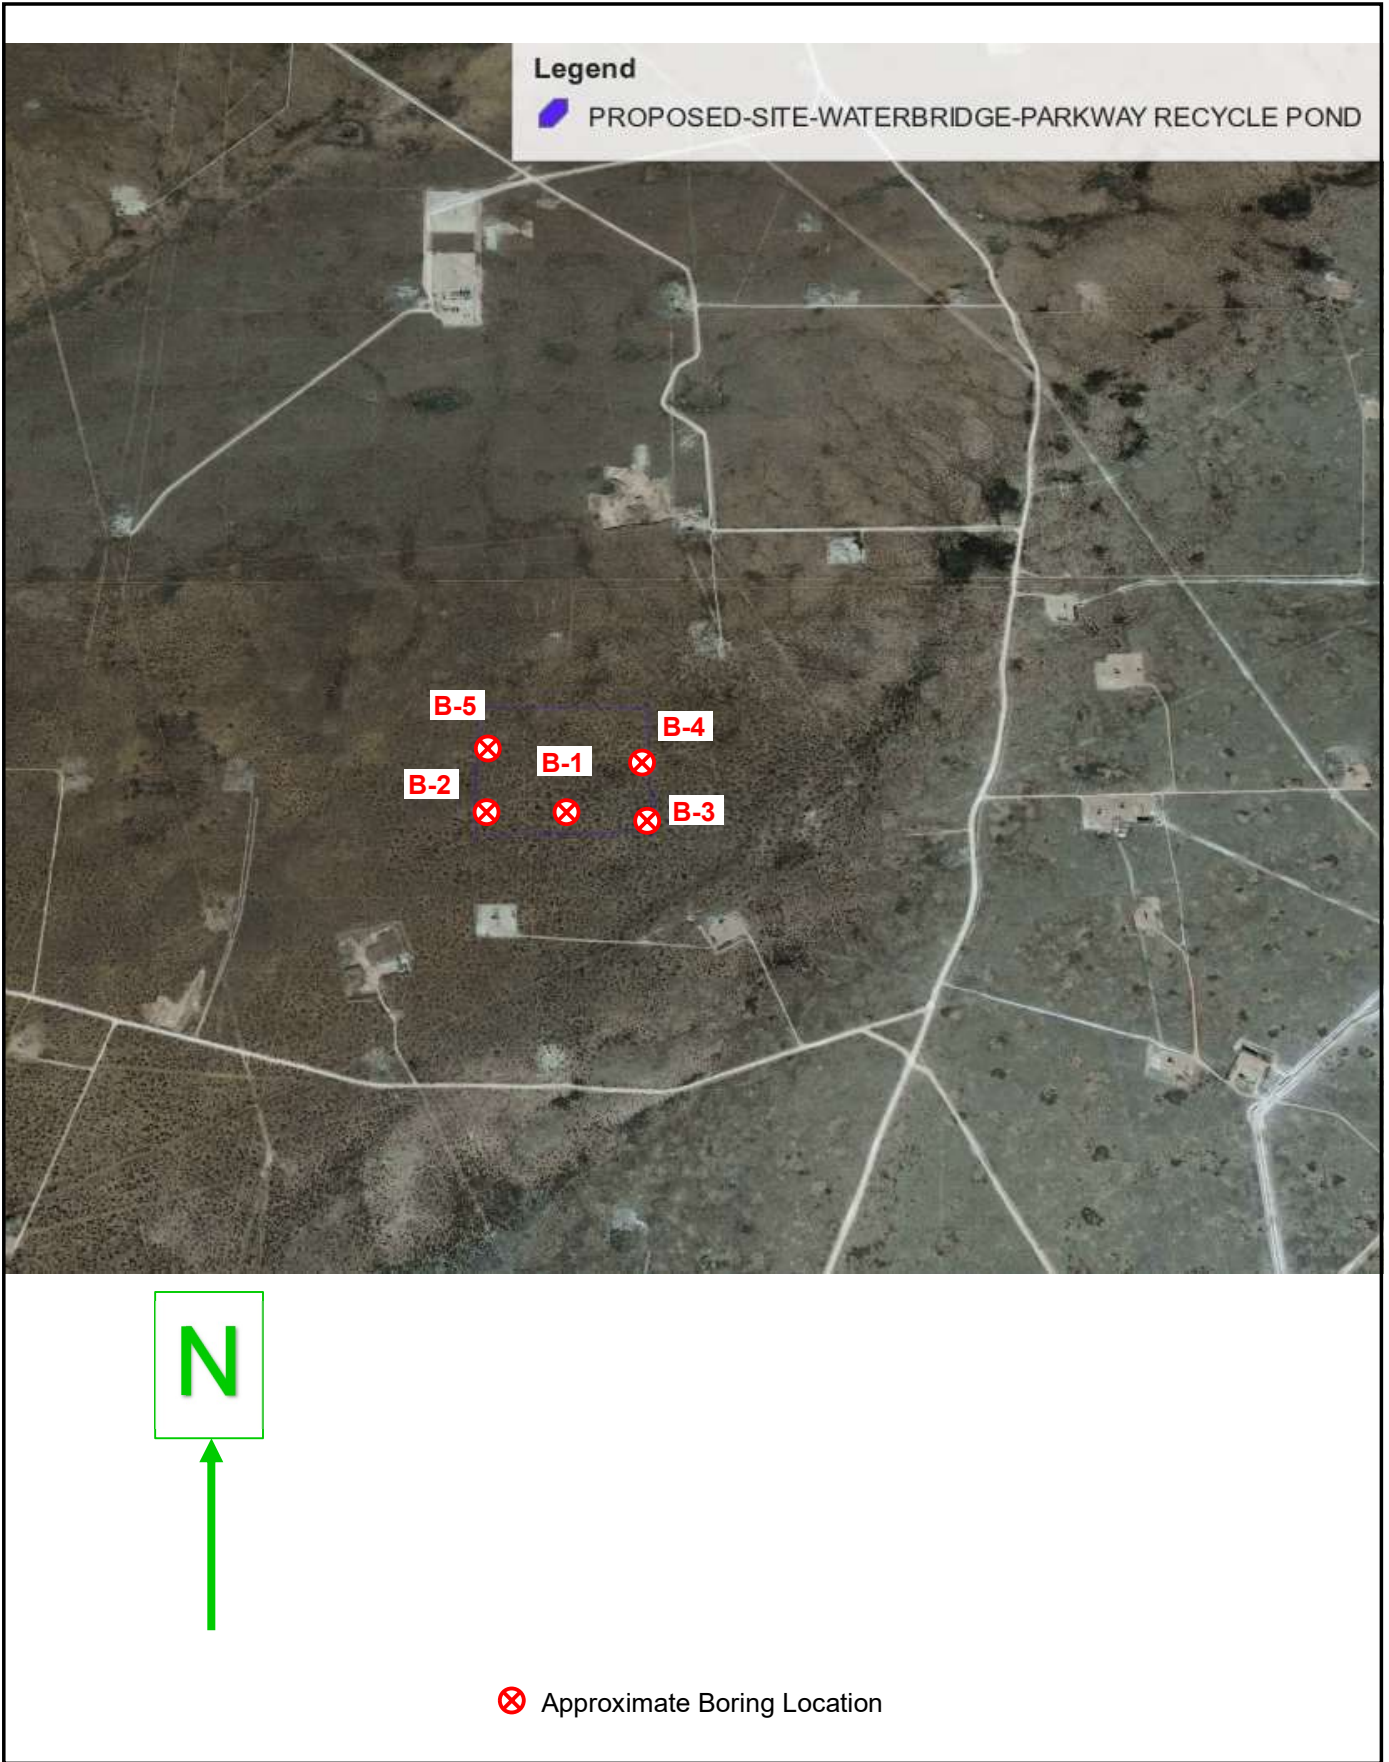 Legend
PROPOSED-SITE-WATERBRIDGE-PARKWAY RECYCLE POND
B-5
B-4
B-1
B-2
B-3
N
Approximate Boring Location